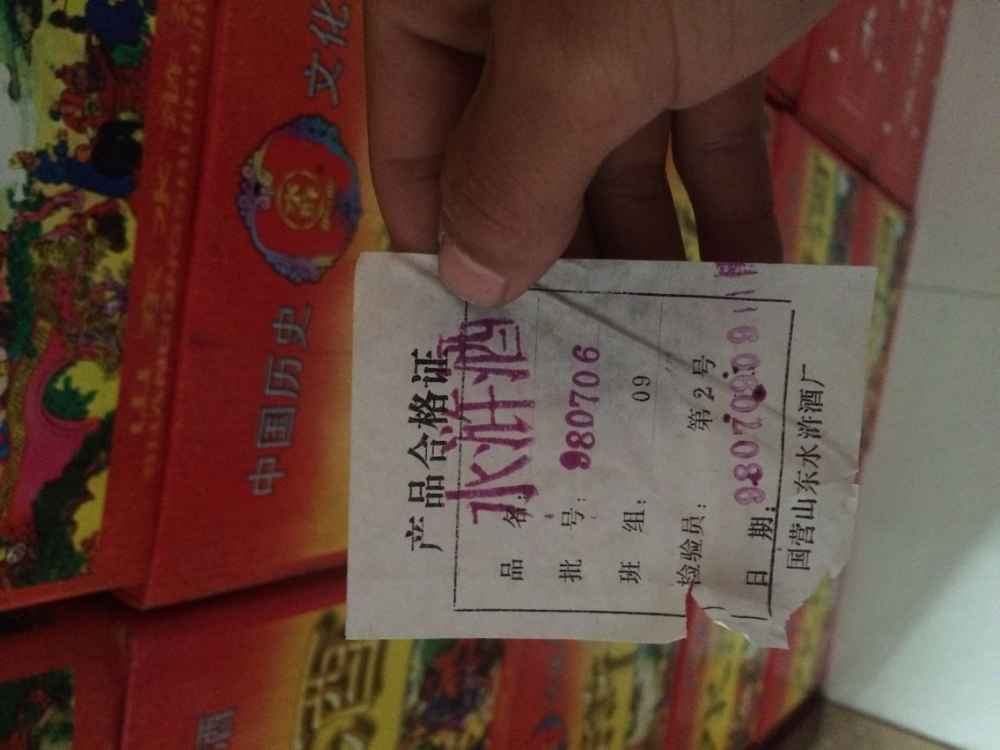 产品合格证
品 名: 水浒酒
批 号: 980706
班 组: 09
检验员: 第2号
日 期: 98070909
国营山东水浒酒厂
中国历史 文化
酒